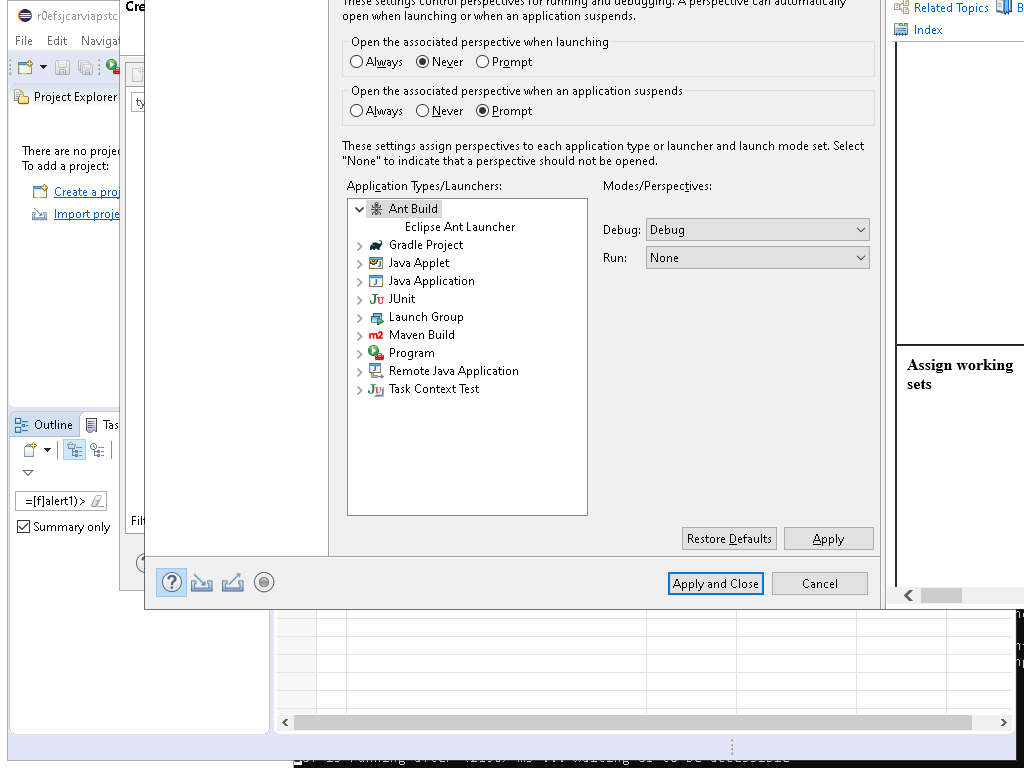 r0efsjcarviapstc
Cre
These settings control perspectives for running and debugging. A perspective can automatically
open when launching or when an application suspends.
Related Topics
B
Index
File Edit Navigat
Open the associated perspective when launching
Always Never Prompt
Project Explorer
ty
Open the associated perspective when an application suspends
Always Never Prompt
There are no projec
To add a project:
Create a proj
Import proje
These settings assign perspectives to each application type or launcher and launch mode set. Select
"None" to indicate that a perspective should not be opened.
Application Types/Launchers:
Modes/Perspectives:
Ant Build
Eclipse Ant Launcher
Gradle Project
Java Applet
Java Application
JUnit
Launch Group
Maven Build
Program
Remote Java Application
Task Context Test
Debug: Debug
Run: None
Assign working
sets
Outline Tas
=[f]alert1)>
Summary only
Filt
Restore Defaults Apply
Apply and Close Cancel